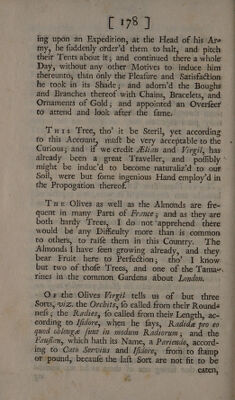 [ 178 ]
ing upon an Expedition, at the Head of his Ar-
my, he ſuddenly order'd them to halt, and pitch
their Tents about it; and continued there a whole
Day, without any other Motives to induce him
thereunto, than only the Pleaſure and Satisfaction
he took in its Shade; and adorn'd the Boughs
and Branches thereof with Chains, Bracelets, and
Ornaments of Gold; and appointed an Overſeer
to attend and look after the ſame.
THIS Tree, tho' it be Steril, yet according
to this Account, muſt be very acceptable to the
Curious; and if we credit Ælian and Virgil, has
already been a great Traveller, and poſſibly
might be induc'd to become naturaliz'd to our
Soil, were but ſome ingenious Hand employ'd in
the Propogation thereof.
THE Olives as well as the Almonds are fre-
quent in many Parts of France; and as they are
both hardy Trees, I do not apprehend there
would be any Difficulty more than is common
to others, to raiſe them in this Country. The
Almonds I have ſeen growing already, and they
bear Fruit here to Perfection; tho' I know
but two of thoſe Trees, and one of the Tama-
rines in the common Gardens about London.
OF the Olives Virgil tells us of but three
Sorts, viz. the Orchites, ſo called from their Round-
neſs; the Radiex, ſo called from their Length, ac-
cording to Iſidore, when he ſays, Radidæ pro eo
quod oblongæ ſunt in modum Radiorum; and the
Fauſien, which hath its Name, a Pariendo, accord-
ing to Cato Servius and Iſidore, from to ſtamp
or pound, becauſe the laſt Sort are not fit to be
eaten,